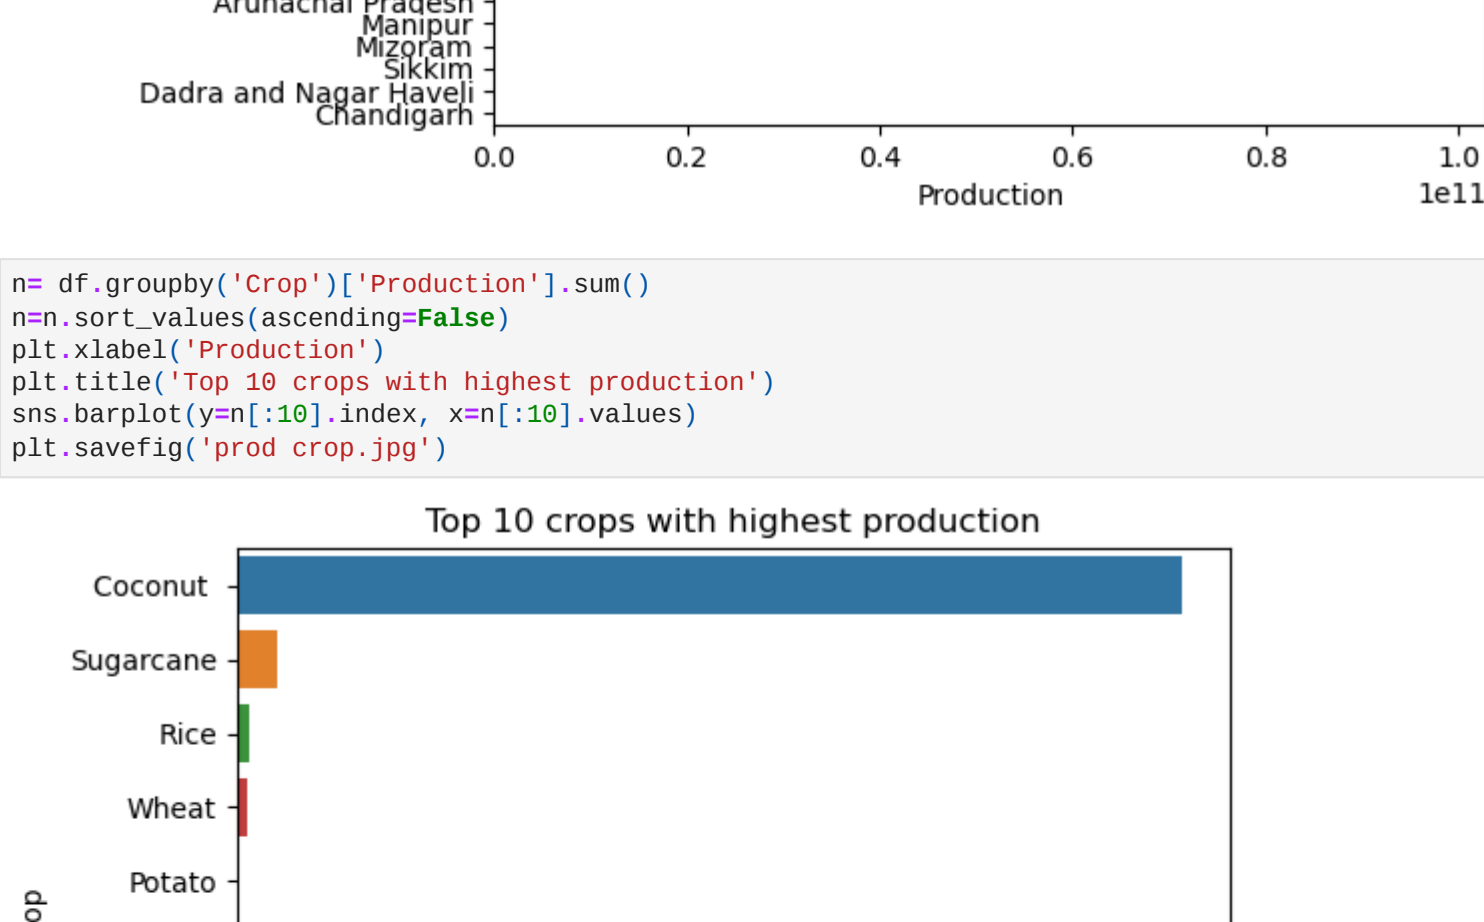 Arunachal Pradesh
Manipur
Mizoram
Sikkim
Dadra and Nagar Haveli
Chandigarh
0.0 0.2 0.4 0.6 0.8 1.0
Production 1e11
n= df.groupby('Crop')['Production'].sum()
n=n.sort_values(ascending=False)
plt.xlabel('Production')
plt.title('Top 10 crops with highest production')
sns.barplot(y=n[:10].index, x=n[:10].values)
plt.savefig('prod crop.jpg')
Top 10 crops with highest production
Coconut
Sugarcane
Rice
Wheat
Potato
op